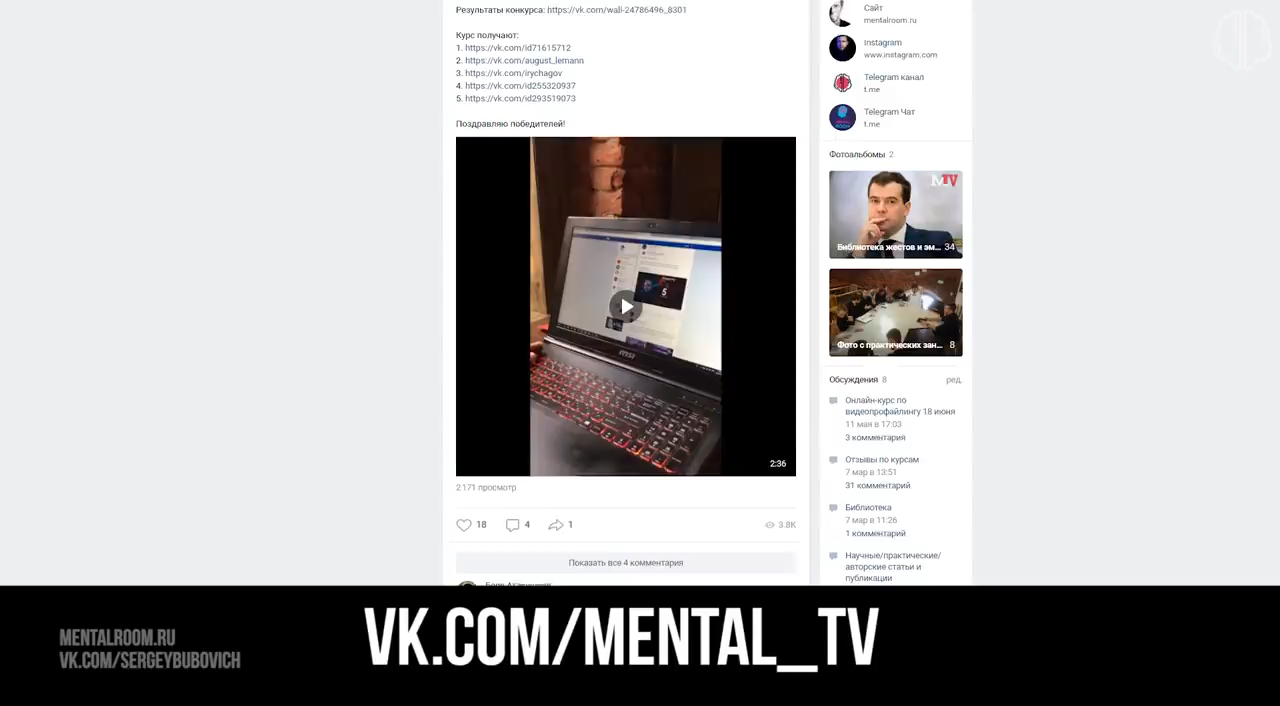 Результаты конкурса: https://vk.com/wall-24786496_8301
Курс получают:
1. https://vk.com/id71615712
2. https://vk.com/august_lemann
3. https://vk.com/irychagov
4. https://vk.com/id255320937
5. https://vk.com/id293519073
Поздравляю победителей!
msi
5
2:36
2 171 просмотр
18
4
1
3.8K
Показать все 4 комментария
Сайт
mentalroom.ru
Instagram
www.instagram.com
Telegram канал
t.me
Telegram Чат
t.me
Фотоальбомы 2
MTV
Библиотека жестов и эм... 34
Фото с практических зан... 8
Обсуждения 8
ред.
Онлайн-курс по
видеопрофайлингу 18 июня
11 мая в 17:03
3 комментария
Отзывы по курсам
7 мар в 13:51
31 комментарий
Библиотека
7 мар в 11:26
1 комментарий
Научные/практические/
авторские статьи и
публикации
MENTALROOM.RU
VK.COM/SERGEYBUBOVICH
VK.COM/MENTAL_TV